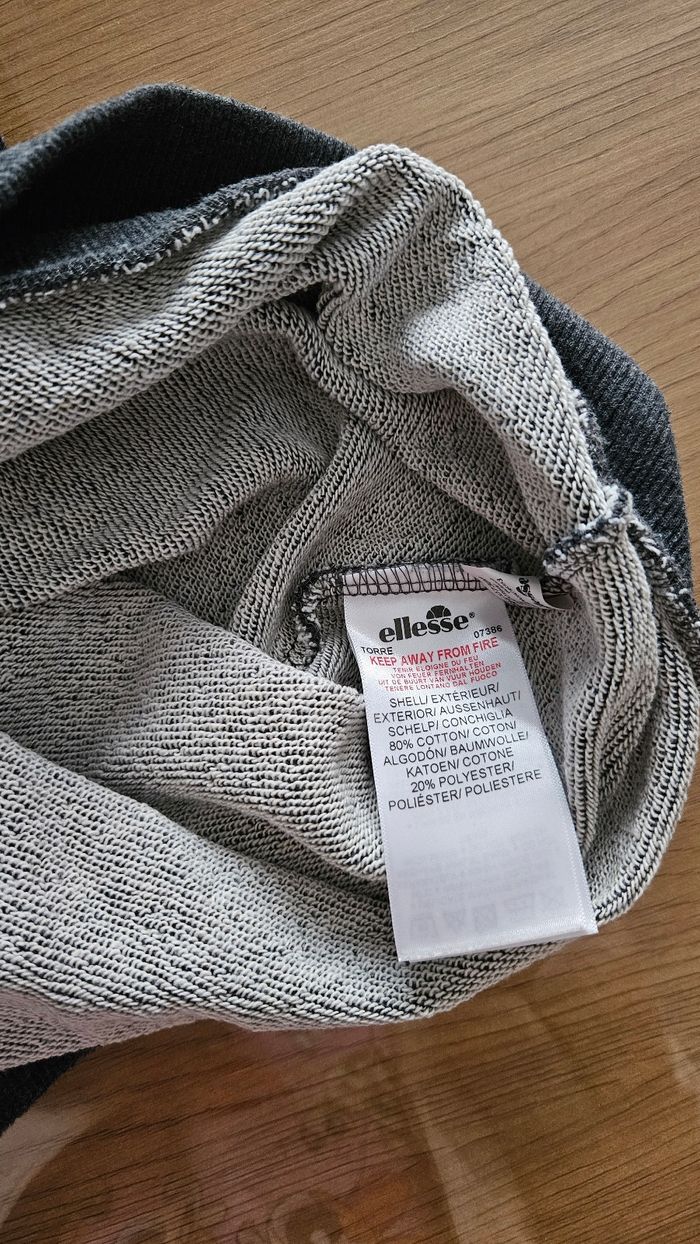 ellesse®
TORRE 07386
KEEP AWAY FROM FIRE
TENIR ELOIGNE DU FEU
VON FEUER FERNHALTEN
UIT DE BUURT VAN VUUR HOUDEN
TENERE LONTANO DAL FUOCO
SHELL/ EXTÉRIEUR/
EXTERIOR/ AUSSENHAUT/
SCHELP/ CONCHIGLIA
80% COTTON/ COTON/
ALGODÓN/ BAUMWOLLE/
KATOEN/ COTONE
20% POLYESTER/
POLIÉSTER/ POLIESTERE